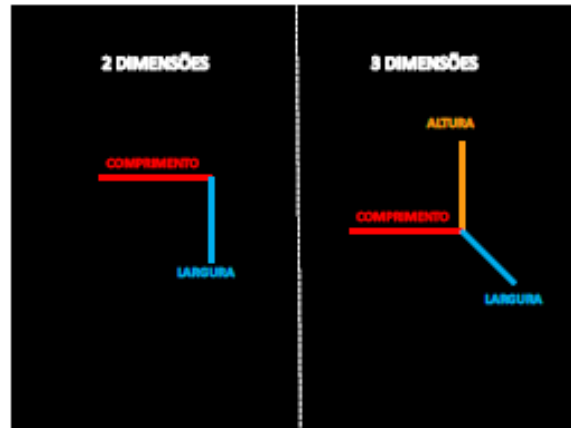 2 DIMENSÕES
COMPRIMENTO
LARGURA
3 DIMENSÕES
ALTURA
COMPRIMENTO
LARGURA